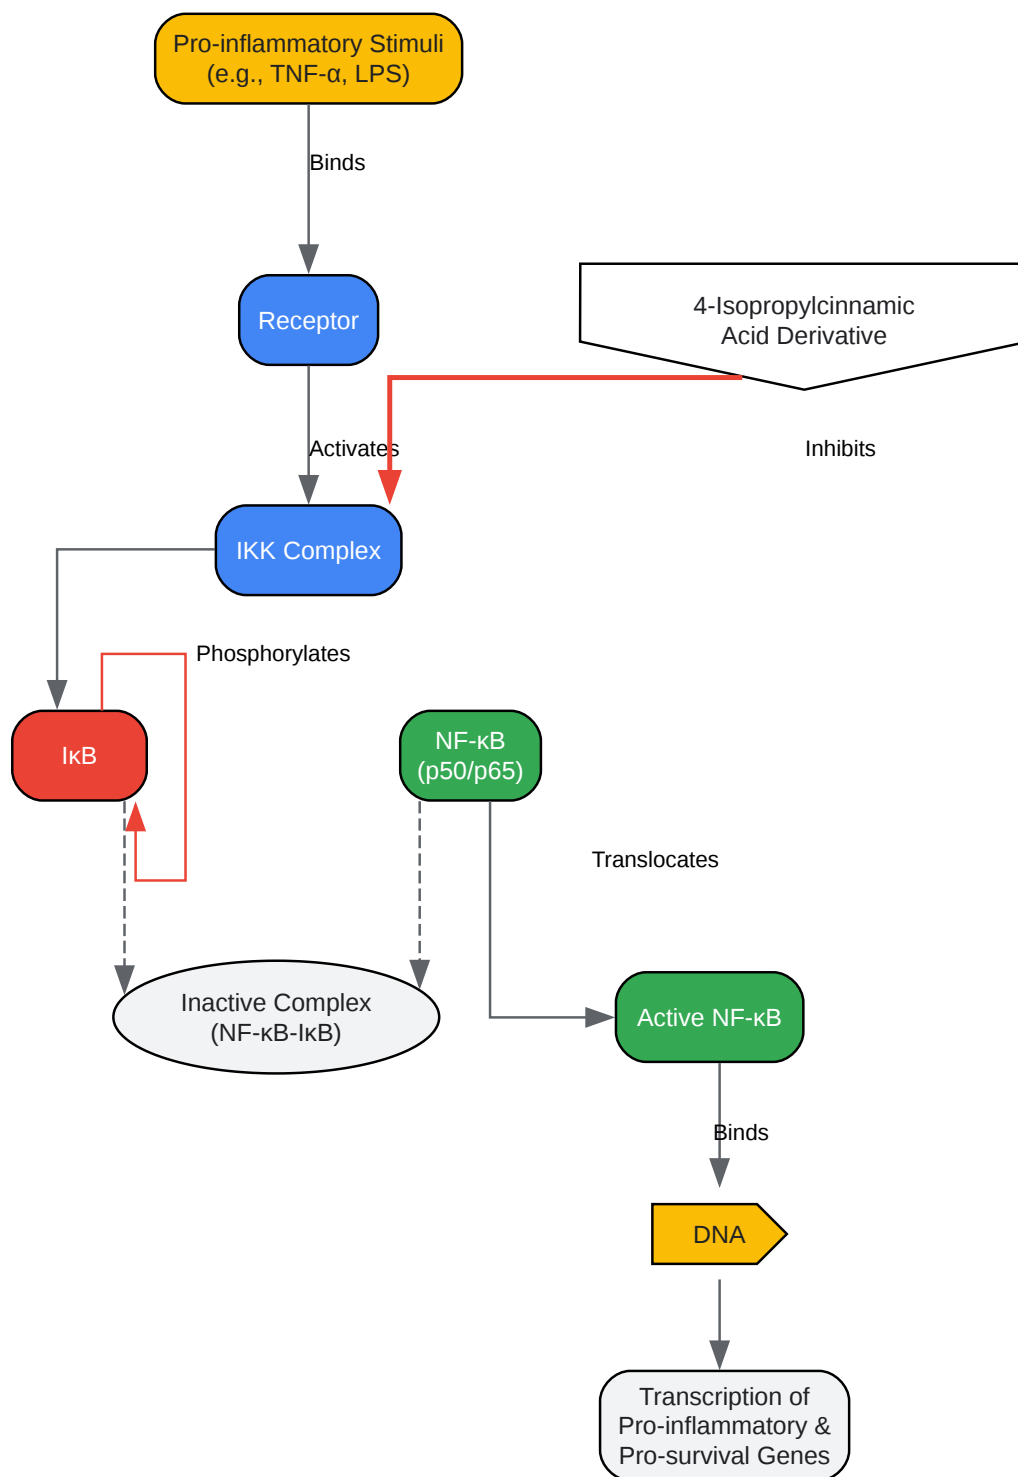 Pro-inflammatory Stimuli
(e.g., TNF-α, LPS)
Binds
Receptor
4-Isopropylcinnamic
Acid Derivative
Activates
Inhibits
IKK Complex
Phosphorylates
IκB
NF-κB
(p50/p65)
Translocates
Inactive Complex
(NF-κB-IκB)
Active NF-κB
Binds
DNA
Transcription of
Pro-inflammatory &
Pro-survival Genes